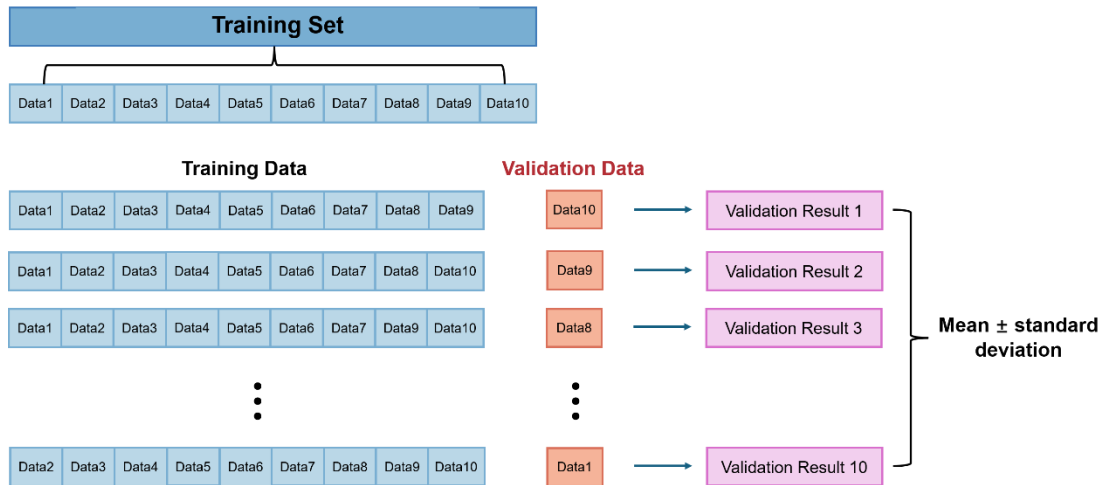 Training Set
Data1 Data2 Data3 Data4 Data5 Data6 Data7 Data8 Data9 Data10
Training Data Validation Data
Data1 Data2 Data3 Data4 Data5 Data6 Data7 Data8 Data9 Data10 Validation Result 1
Data1 Data2 Data3 Data4 Data5 Data6 Data7 Data8 Data10 Data9 Validation Result 2
Data1 Data2 Data3 Data4 Data5 Data6 Data7 Data9 Data10 Data8 Validation Result 3
Mean ± standard
deviation
Data2 Data3 Data4 Data5 Data6 Data7 Data8 Data9 Data10 Data1 Validation Result 10